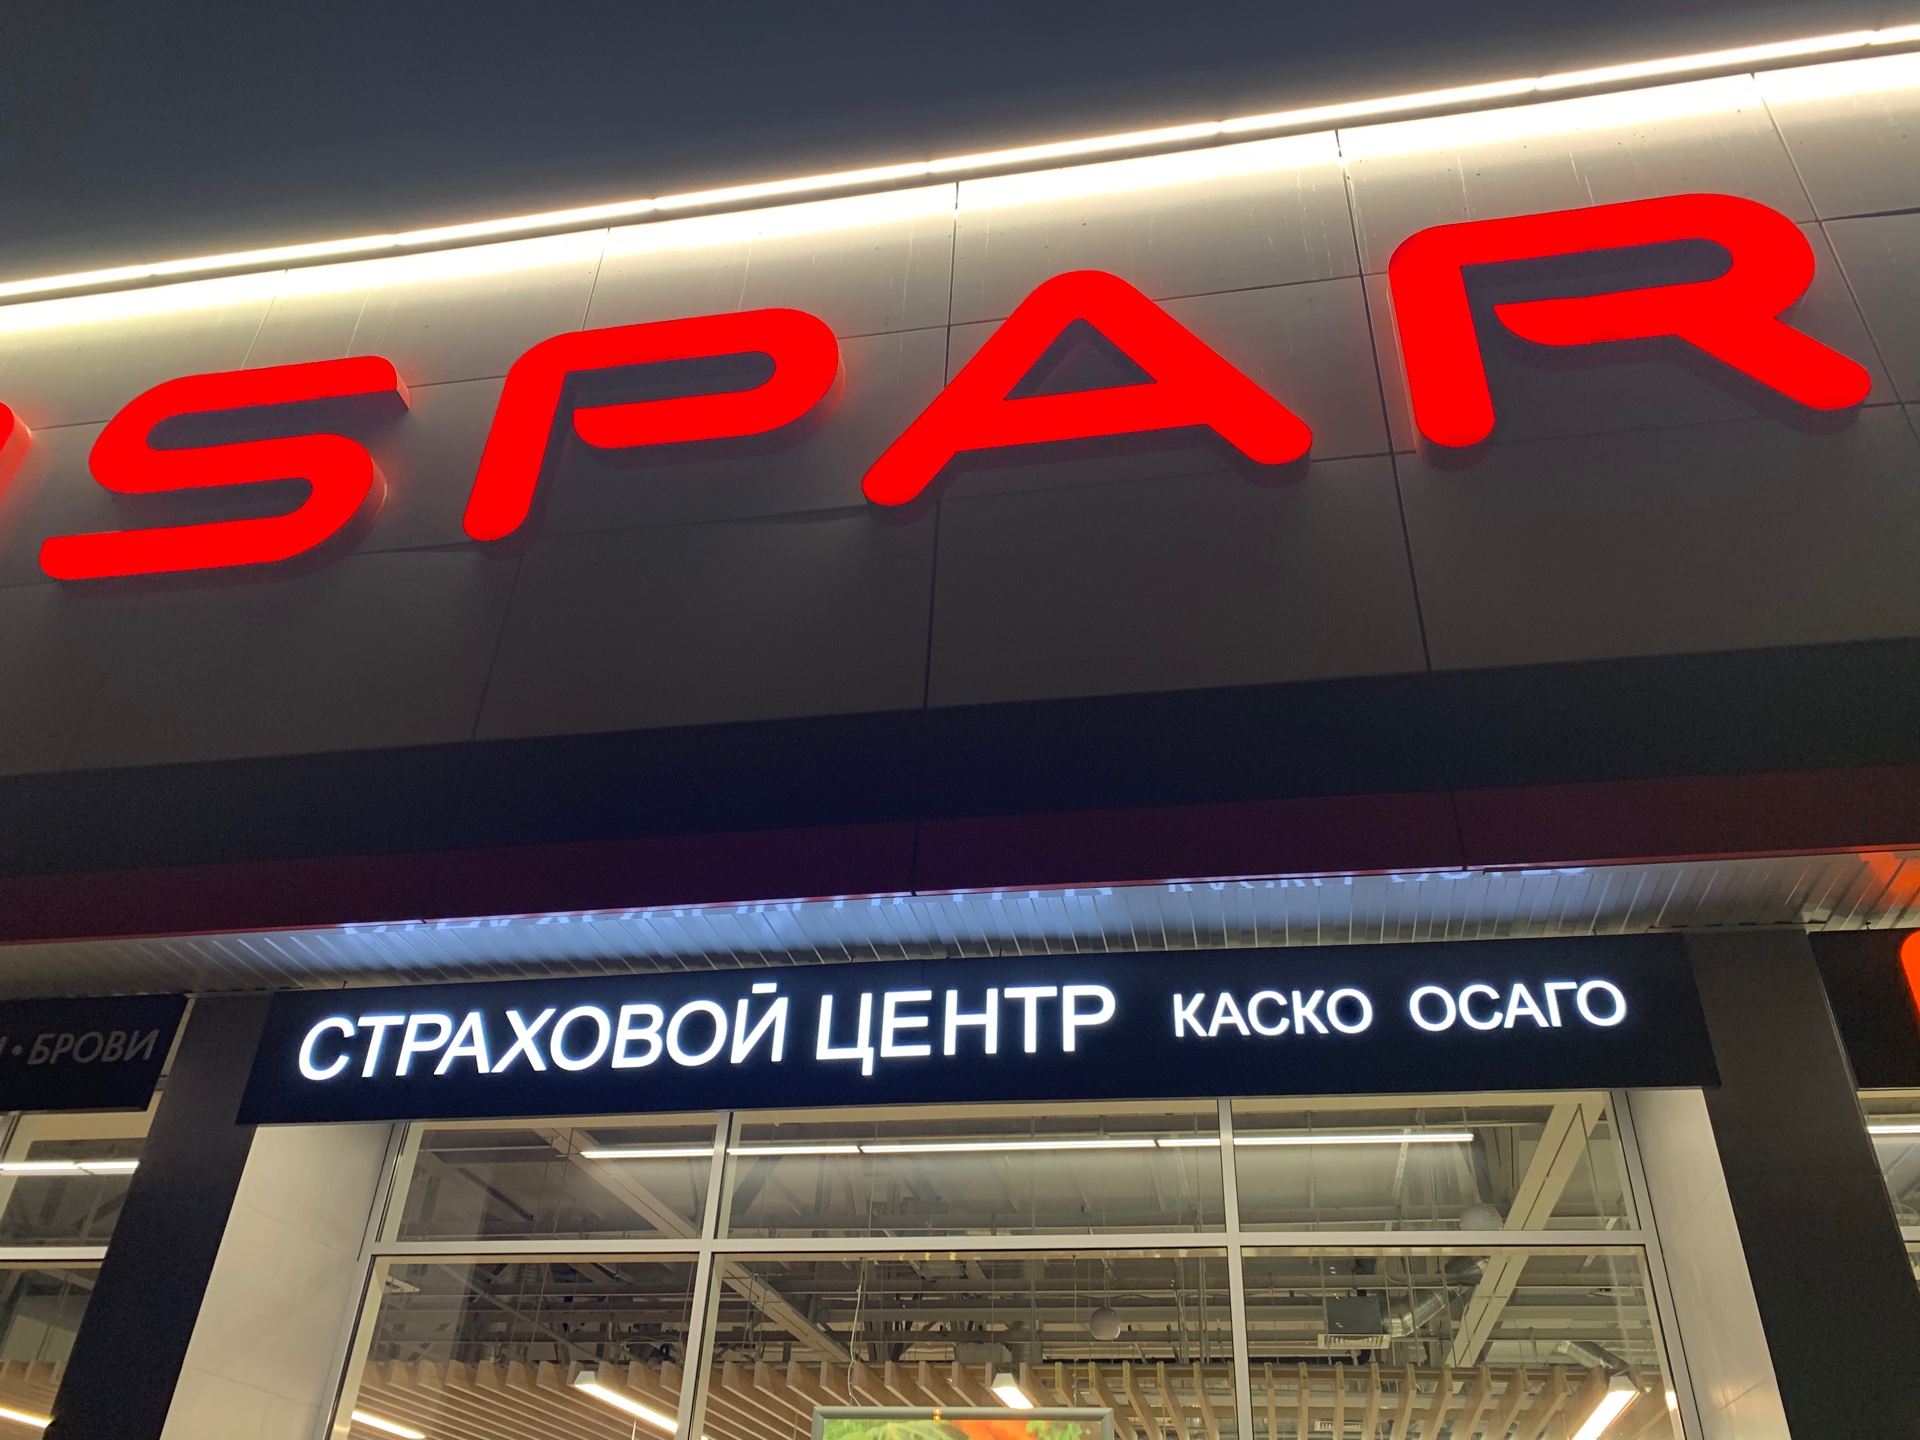 SPAR
• БРОВИ
СТРАХОВОЙ ЦЕНТР КАСКО ОСАГО